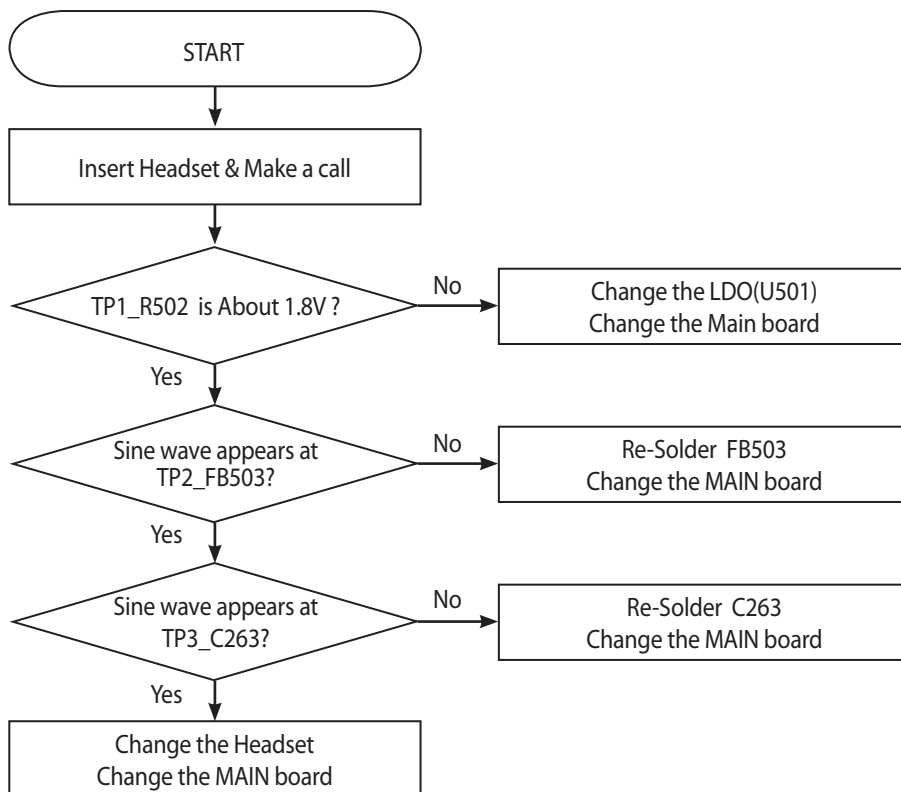 START
Insert Headset & Make a call
TP1_R502 is About 1.8V ?
No
Change the LDO(U501)
Change the Main board
Yes
Sine wave appears at
TP2_FB503?
No
Re-Solder FB503
Change the MAIN board
Yes
Sine wave appears at
TP3_C263?
No
Re-Solder C263
Change the MAIN board
Yes
Change the Headset
Change the MAIN board